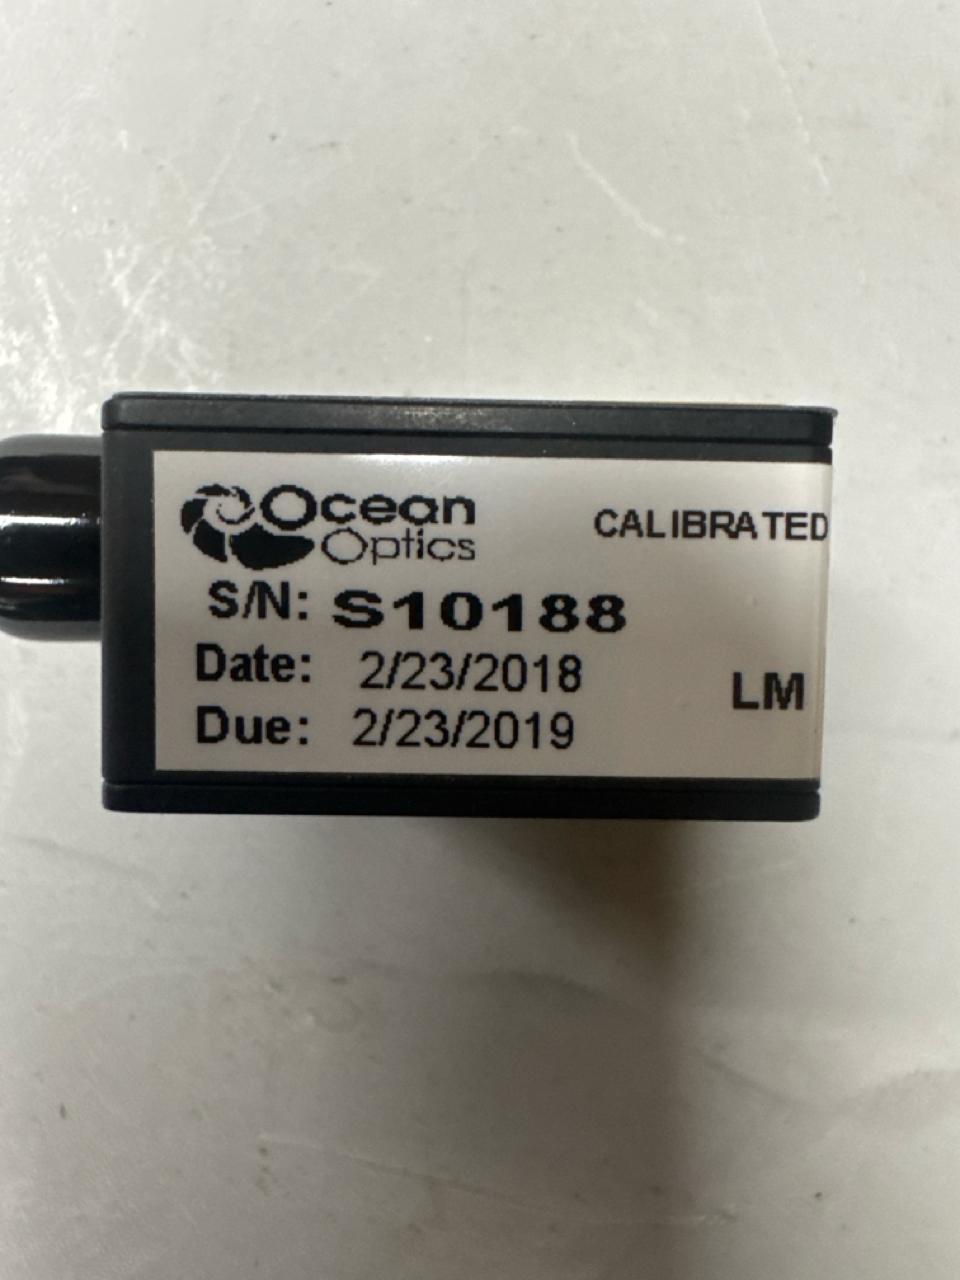 Ocean
Optics
CALIBRATED
S/N: S10188
Date: 2/23/2018
LM
Due: 2/23/2019